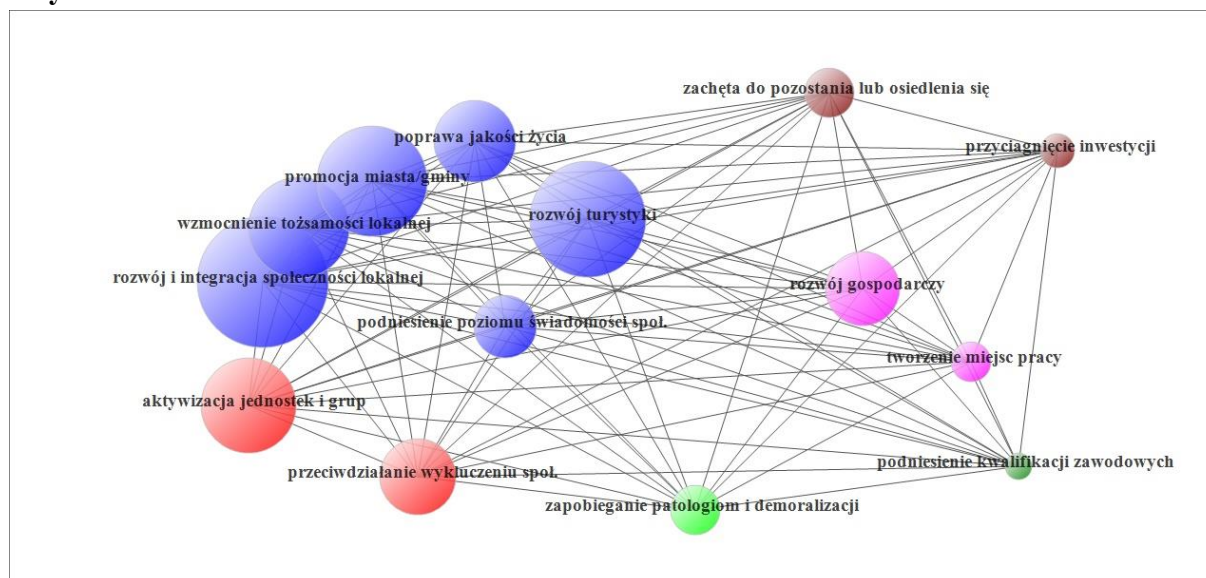 zachęta do pozostania lub osiedlenia się
poprawa jakości życia
przyciągnięcie inwestycji
promocja miasta/gminy
rozwój turystyki
wzmocnienie tożsamości lokalnej
rozwój i integracja społeczności lokalnej
rozwój gospodarczy
podniesienie poziomu świadomości społ.
tworzenie miejsc pracy
aktywizacja jednostek i grup
podniesienie kwalifikacji zawodowych
przeciwdziałanie wykluczeniu społ.
zapobieganie patologiom i demoralizacji